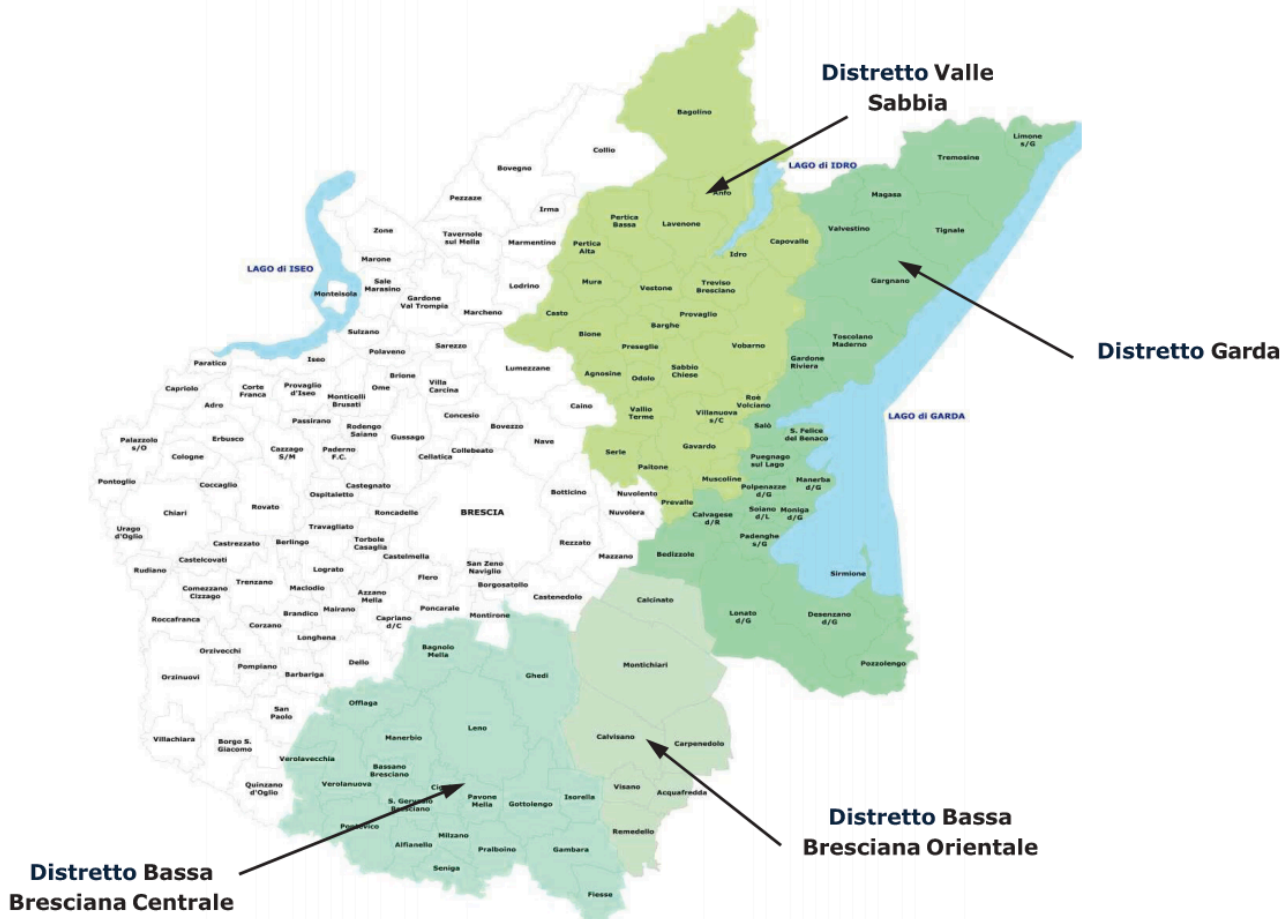 Distretto Valle
Sabbia
Bagolino
Limone
s/G
Collio
Tremosine
LAGO di IDRO
Bovegno
Anfo
Magasa
Pezzaze
Irma
Pertica
Bassa
Lavenone
Valvestino
Tignale
Zone
Tavernole
sul Mella
Marmentino
Pertica
Alta
Capovalle
Idro
Marone
LAGO di ISEO
Sale
Marasino
Lodrino
Mura
Vestone
Treviso
Bresciano
Gargnano
Monteisola
Gardone
Val Trompia
Marcheno
Casto
Provaglio
Barghe
Sulzano
Bione
Preseglie
Vobarno
Toscolano
Maderno
Distretto Garda
Paratico
Iseo
Polaveno
Sarezzo
Lumezzane
Sabbio
Chiese
Gardone
Riviera
Capriolo
Corte
Franca
Provaglio
d'Iseo
Ome
Brione
Villa
Carcina
Agnosine
Odolo
Adro
Monticelli
Brusati
Caino
Vallio
Terme
Villanuova
s/C
Roè
Volciano
LAGO di GARDA
Passirano
Rodengo
Saiano
Gussago
Concesio
Bovezzo
Nave
Salò
S. Felice
del Benaco
Palazzolo
s/O
Erbusco
Cologne
Cazzago
S/M
Paderno
F.C.
Cellatica
Collebeato
Serle
Gavardo
Paitone
Puegnago
sul Lago
Pontoglio
Coccaglio
Castegnato
Ospitaletto
Botticino
Nuvolento
Muscoline
Polpenazze
d/G
Manerba
d/G
Chiari
Rovato
Roncadelle
BRESCIA
Nuvolera
Prevalle
Calvagese
d/R
Soiano
d/L
Moniga
d/G
Urago
d'Oglio
Castrezzato
Berlingo
Travagliato
Torbole
Casaglia
Rezzato
Padenghe
s/G
Castelcovati
Castelmella
Mazzano
Bedizzole
Rudiano
Lograto
San Zeno
Naviglio
Sirmione
Comezzano
Cizzago
Trenzano
Maclodio
Azzano
Mella
Flero
Borgosatollo
Castenedolo
Calcinato
Roccafranca
Brandico
Mairano
Capriano
d/C
Poncarale
Montirone
Lonato
d/G
Desenzano
d/G
Corzano
Longhena
Orzivecchi
Bagnolo
Mella
Orzinuovi
Pompiano
Barbariga
Dello
Ghedi
Montichiari
Pozzolengo
San
Paolo
Offlaga
Villachiara
Borgo S.
Giacomo
Manerbio
Leno
Calvisano
Carpenedolo
Verolavecchia
Bassano
Bresciano
Quinzano
d'Oglio
Verolanuova
Pavone
Mella
Gottolengo
Isorella
Visano
Acquafredda
Milzano
Remedello
Distretto Bassa
Bresciana Orientale
Alfianello
Pralboino
Gambara
Seniga
Fiesse
Distretto Bassa
Bresciana Centrale